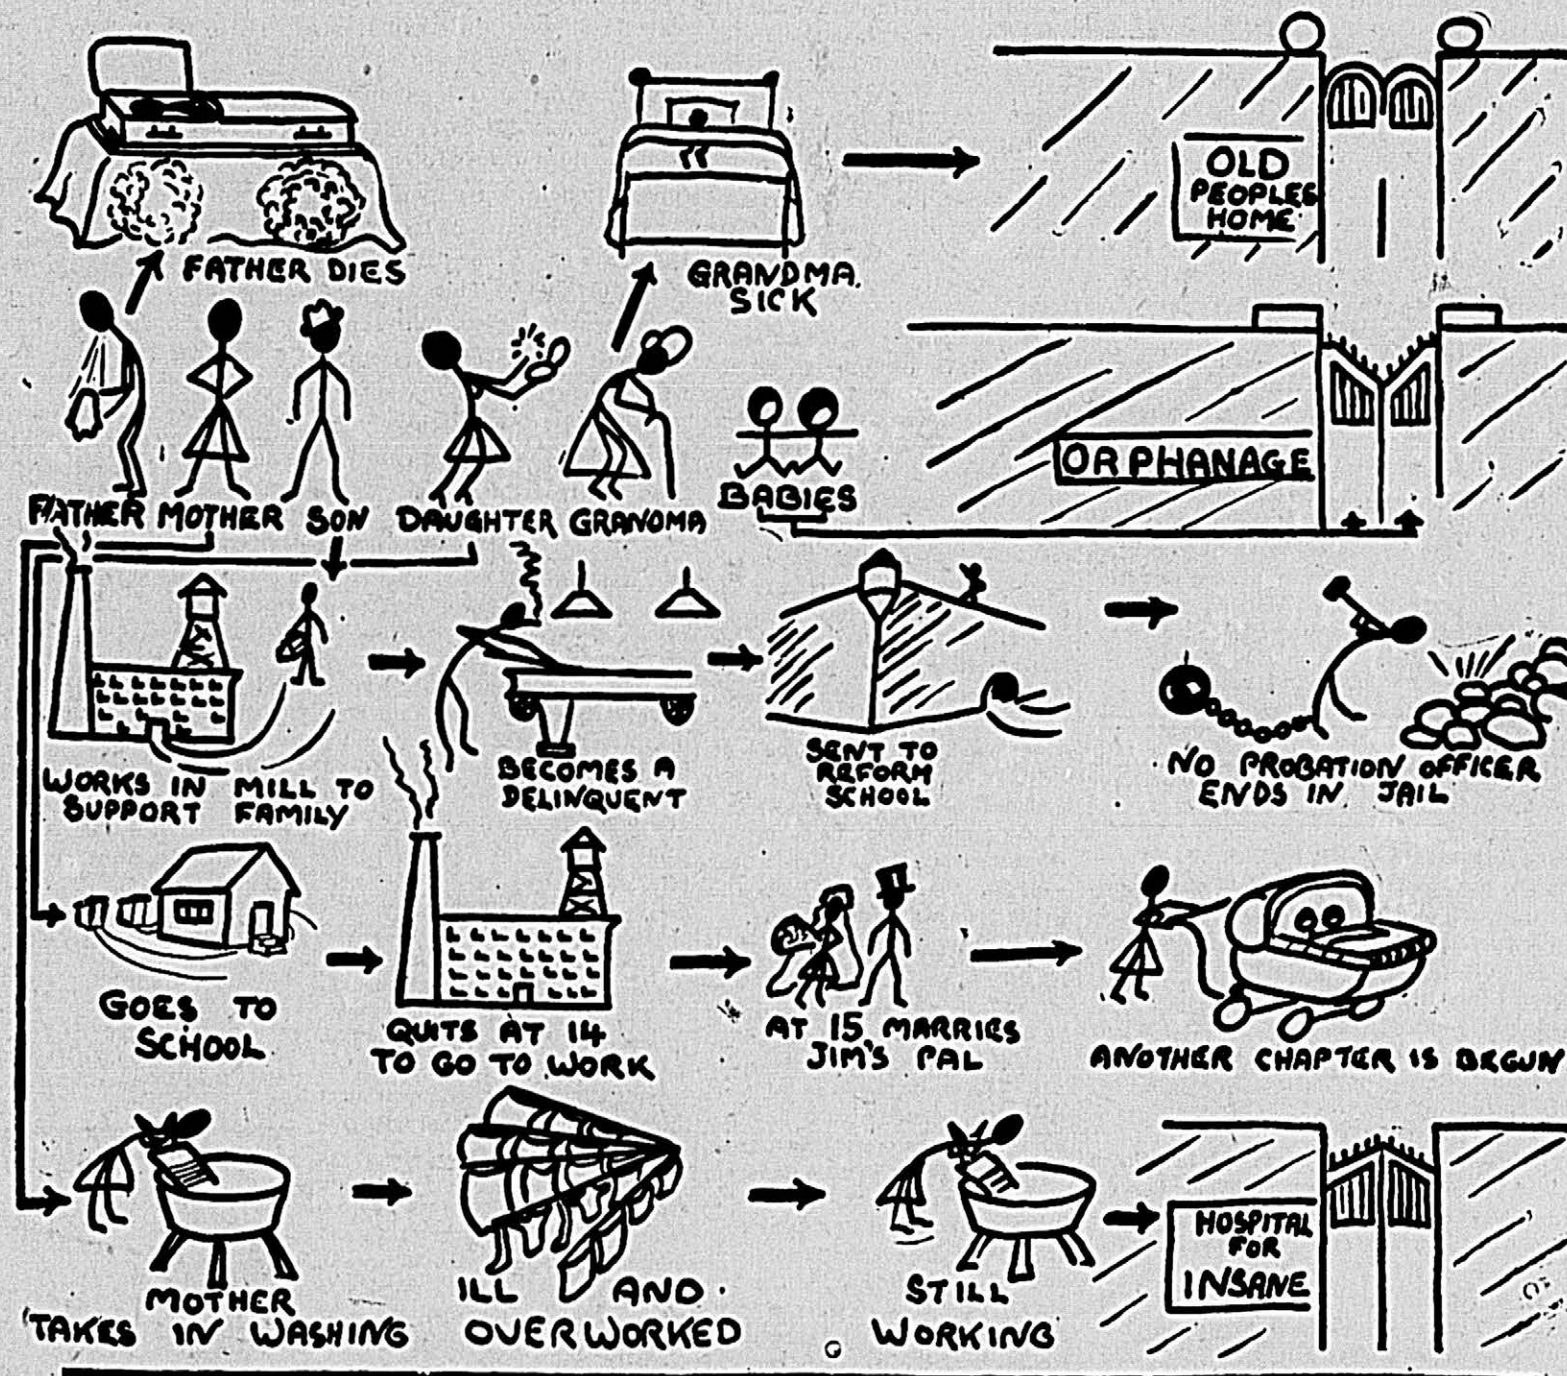 FATHER DIES
GRANDMA
SICK
OLD
PEOPLES
HOME
FATHER MOTHER SON DAUGHTER GRANDMA
BABIES
ORPHANAGE
WORKS IN MILL TO
SUPPORT FAMILY
BECOMES A
DELINQUENT
SENT TO
REFORM
SCHOOL
NO PROBATION OFFICER
ENDS IN JAIL
GOES TO
SCHOOL
QUITS AT 14
TO GO TO WORK
AT 15 MARRIES
JIM'S PAL
ANOTHER CHAPTER IS BEGUN
MOTHER
TAKES IN WASHING
ILL AND
OVERWORKED
STILL
WORKING
HOSPITAL
FOR
INSANE